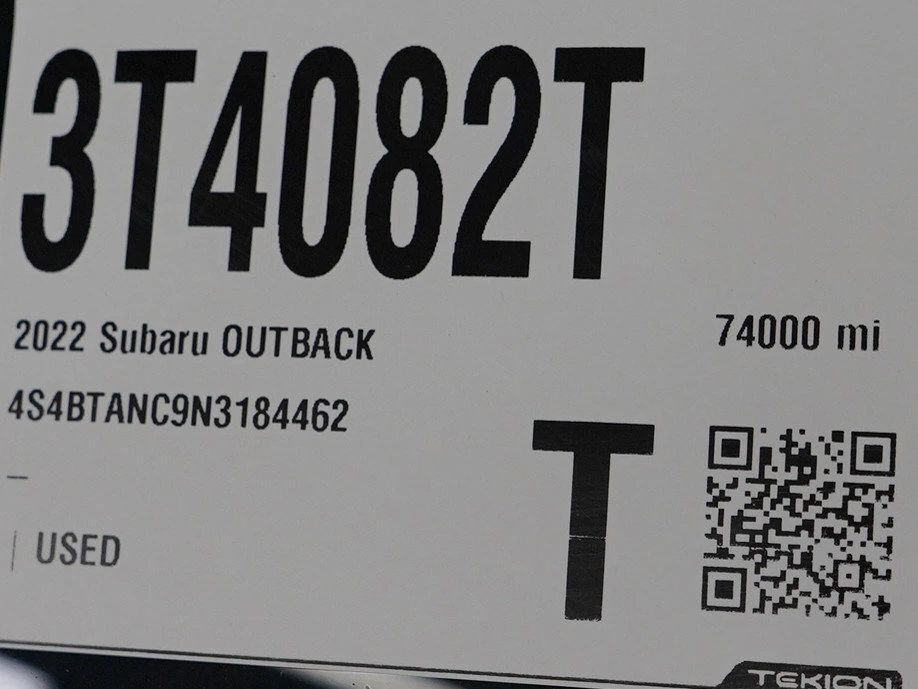 3T4082T
2022 Subaru OUTBACK
74000 mi
4S4BTANC9N3184462
–
T
| USED
TEKION